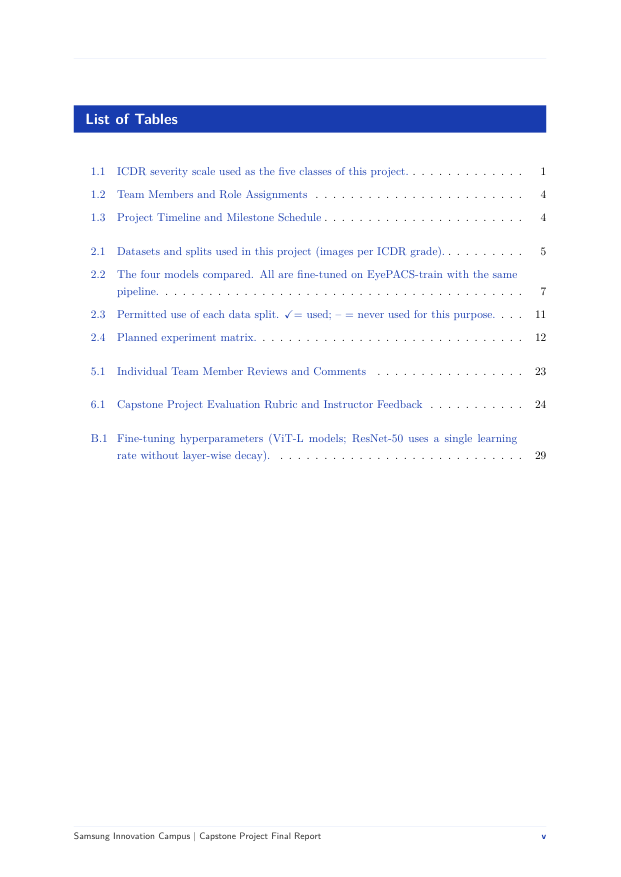 List of Tables
1.1 ICDR severity scale used as the five classes of this project. . . . . . . . . . . . . . 1
1.2 Team Members and Role Assignments . . . . . . . . . . . . . . . . . . . . . . . . 4
1.3 Project Timeline and Milestone Schedule . . . . . . . . . . . . . . . . . . . . . . . 4
2.1 Datasets and splits used in this project (images per ICDR grade). . . . . . . . . . 5
2.2 The four models compared. All are fine-tuned on EyePACS-train with the same
pipeline. . . . . . . . . . . . . . . . . . . . . . . . . . . . . . . . . . . . . . . . . . 7
2.3 Permitted use of each data split. ✓= used; – = never used for this purpose. . . . . 11
2.4 Planned experiment matrix. . . . . . . . . . . . . . . . . . . . . . . . . . . . . . . 12
5.1 Individual Team Member Reviews and Comments . . . . . . . . . . . . . . . . . 23
6.1 Capstone Project Evaluation Rubric and Instructor Feedback . . . . . . . . . . . 24
B.1 Fine-tuning hyperparameters (ViT-L models; ResNet-50 uses a single learning
rate without layer-wise decay). . . . . . . . . . . . . . . . . . . . . . . . . . . . . 29
Samsung Innovation Campus | Capstone Project Final Report v